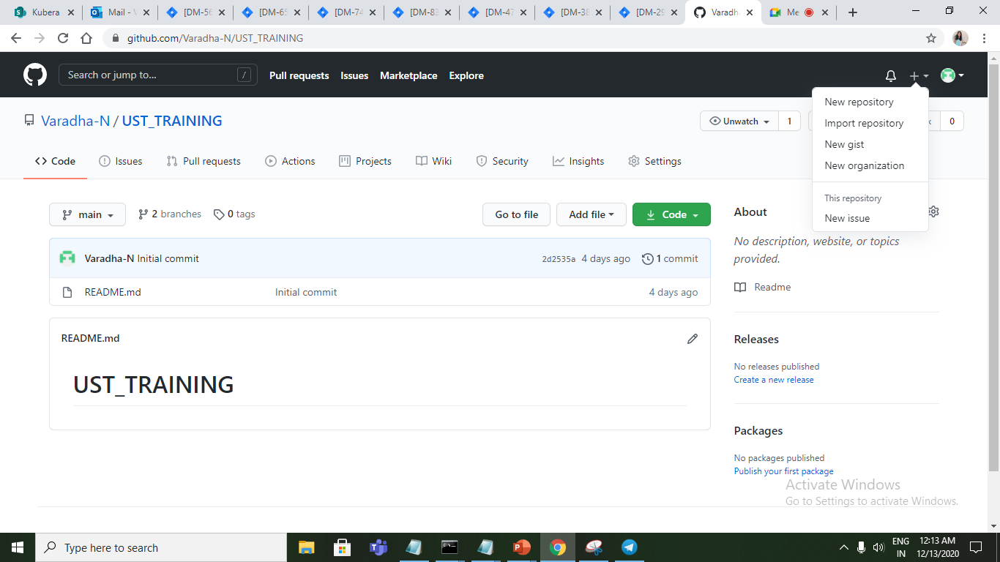 Kubera
Mail - V
[DM-56
[DM-65
[DM-74
[DM-83
[DM-47
[DM-38
[DM-29
Varadh
Me
github.com/Varadha-N/UST_TRAINING
Search or jump to...
/
Pull requests
Issues
Marketplace
Explore
New repository
Import repository
New gist
New organization
This repository
New issue
Varadha-N / UST_TRAINING
Unwatch
1
0
Code
Issues
Pull requests
Actions
Projects
Wiki
Security
Insights
Settings
main
2 branches
0 tags
Go to file
Add file
Code
Varadha-N Initial commit
2d2535a 4 days ago
1 commit
README.md
Initial commit
4 days ago
README.md
UST_TRAINING
About
No description, website, or topics
provided.
Readme
Releases
No releases published
Create a new release
Packages
No packages published
Publish your first package
Activate Windows
Go to Settings to activate Windows.
Type here to search
ENG
IN
12:13 AM
12/13/2020